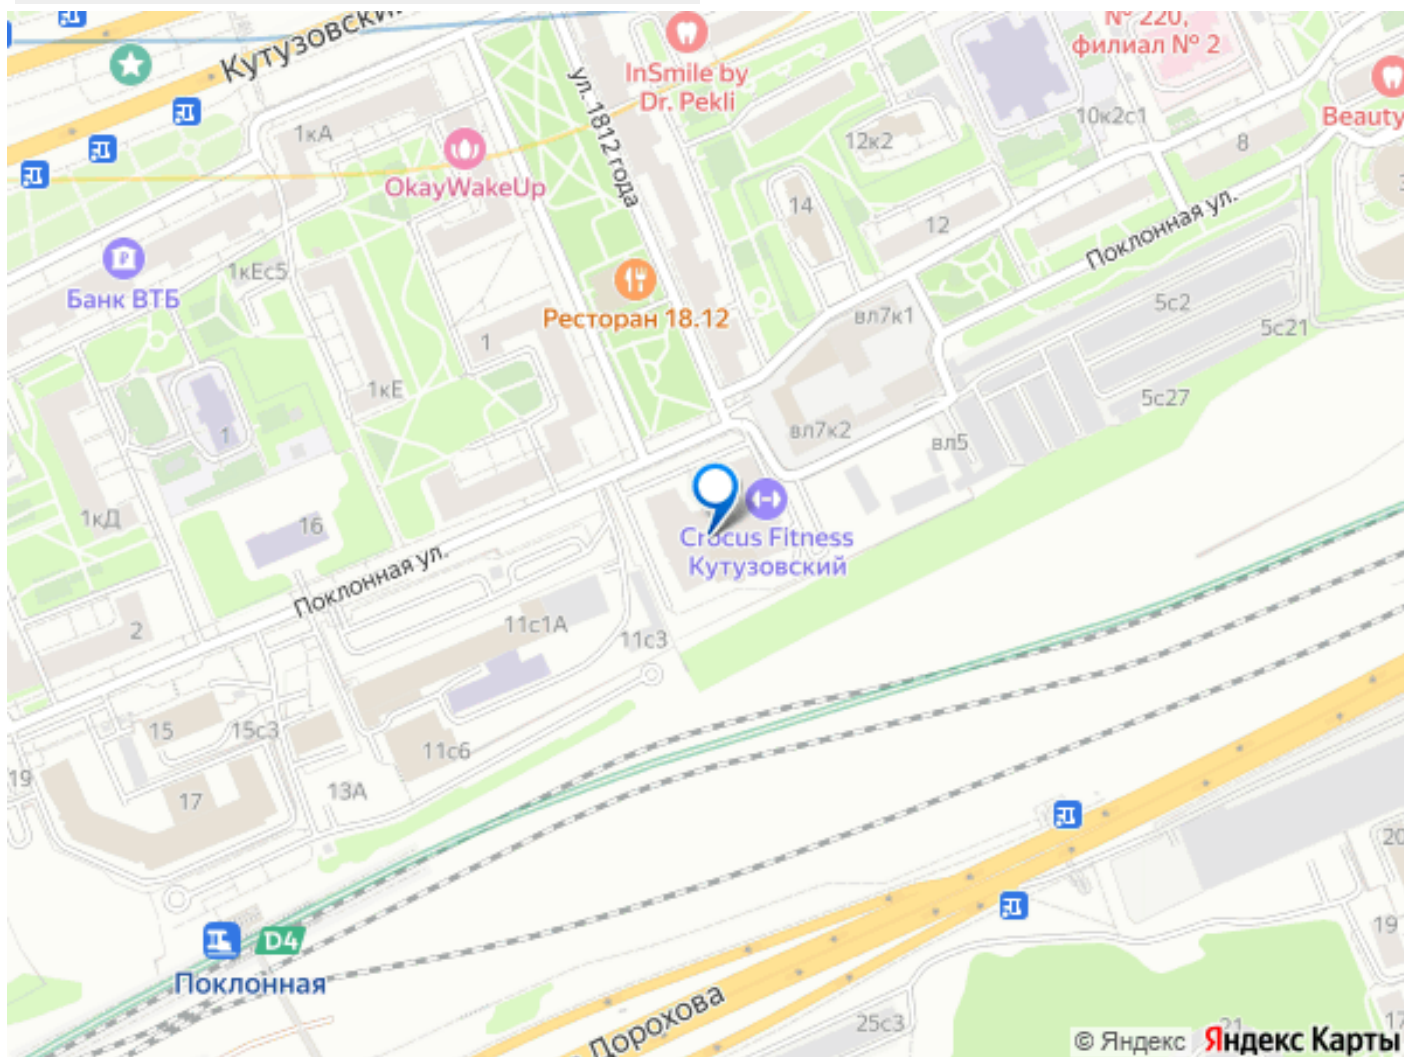 Кутузовский
№ 220,
филиал № 2
InSmile by
Dr. Pekli
ул. 1812 года
1кА
OkayWakeUp
12к2
10к2с1
8
Beauty
14
12
Поклонная ул.
Банк ВТБ
1кЕс5
Ресторан 18.12
вл7к1
5с2
5с21
1
1кЕ
5с27
1
вл7к2
вл5
1кД
16
Crocus Fitness
Кутузовский
Поклонная ул.
2
11с1А
11с3
15
15с3
11с6
19
17
13А
20
D4
Поклонная
19
Дорохова
25с3
21
17
© Яндекс Яндекс Карты